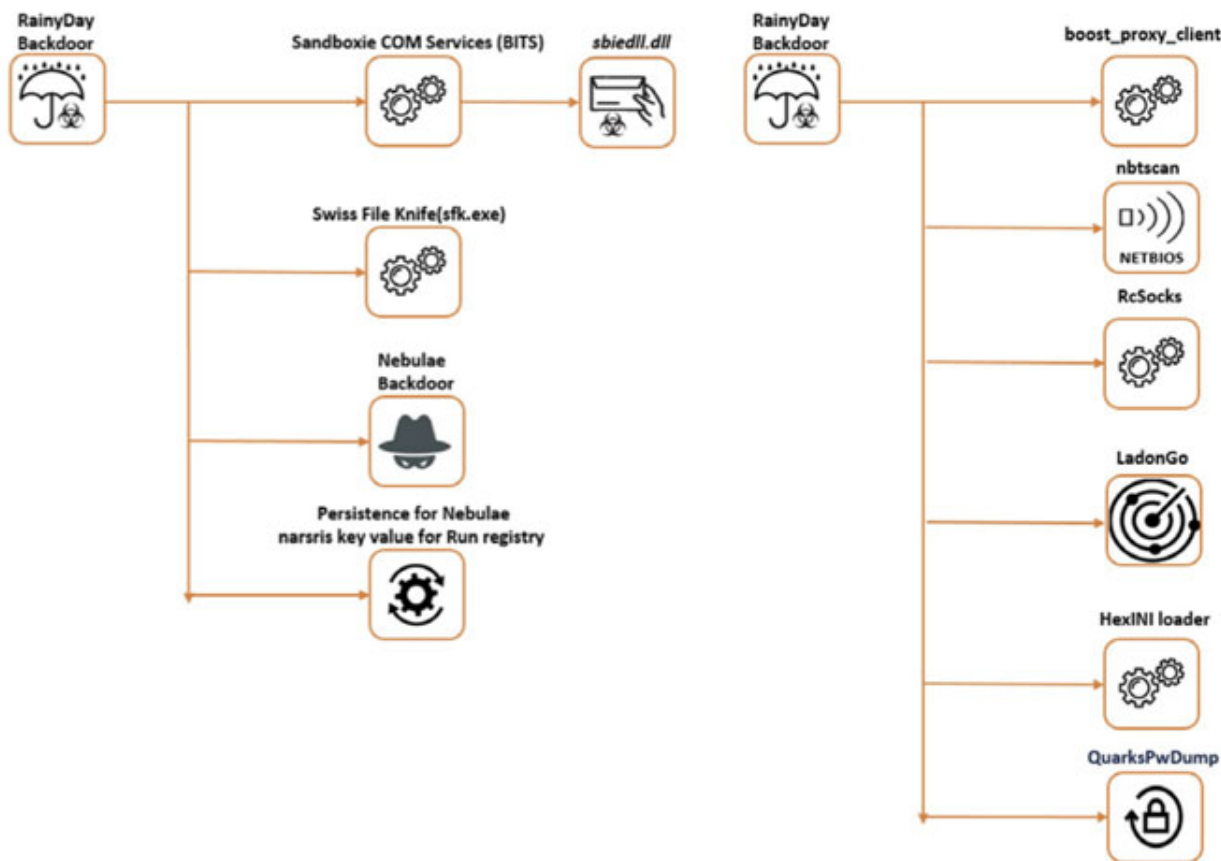 RainyDay
Backdoor
Sandboxie COM Services (BITS)
sbiedll.dll
Swiss File Knife(sfk.exe)
Nebulae
Backdoor
Persistence for Nebulae
narsris key value for Run registry
RainyDay
Backdoor
boost_proxy_client
nbtscan
NETBIOS
RcSocks
LadonGo
HexINI loader
QuarksPwDump